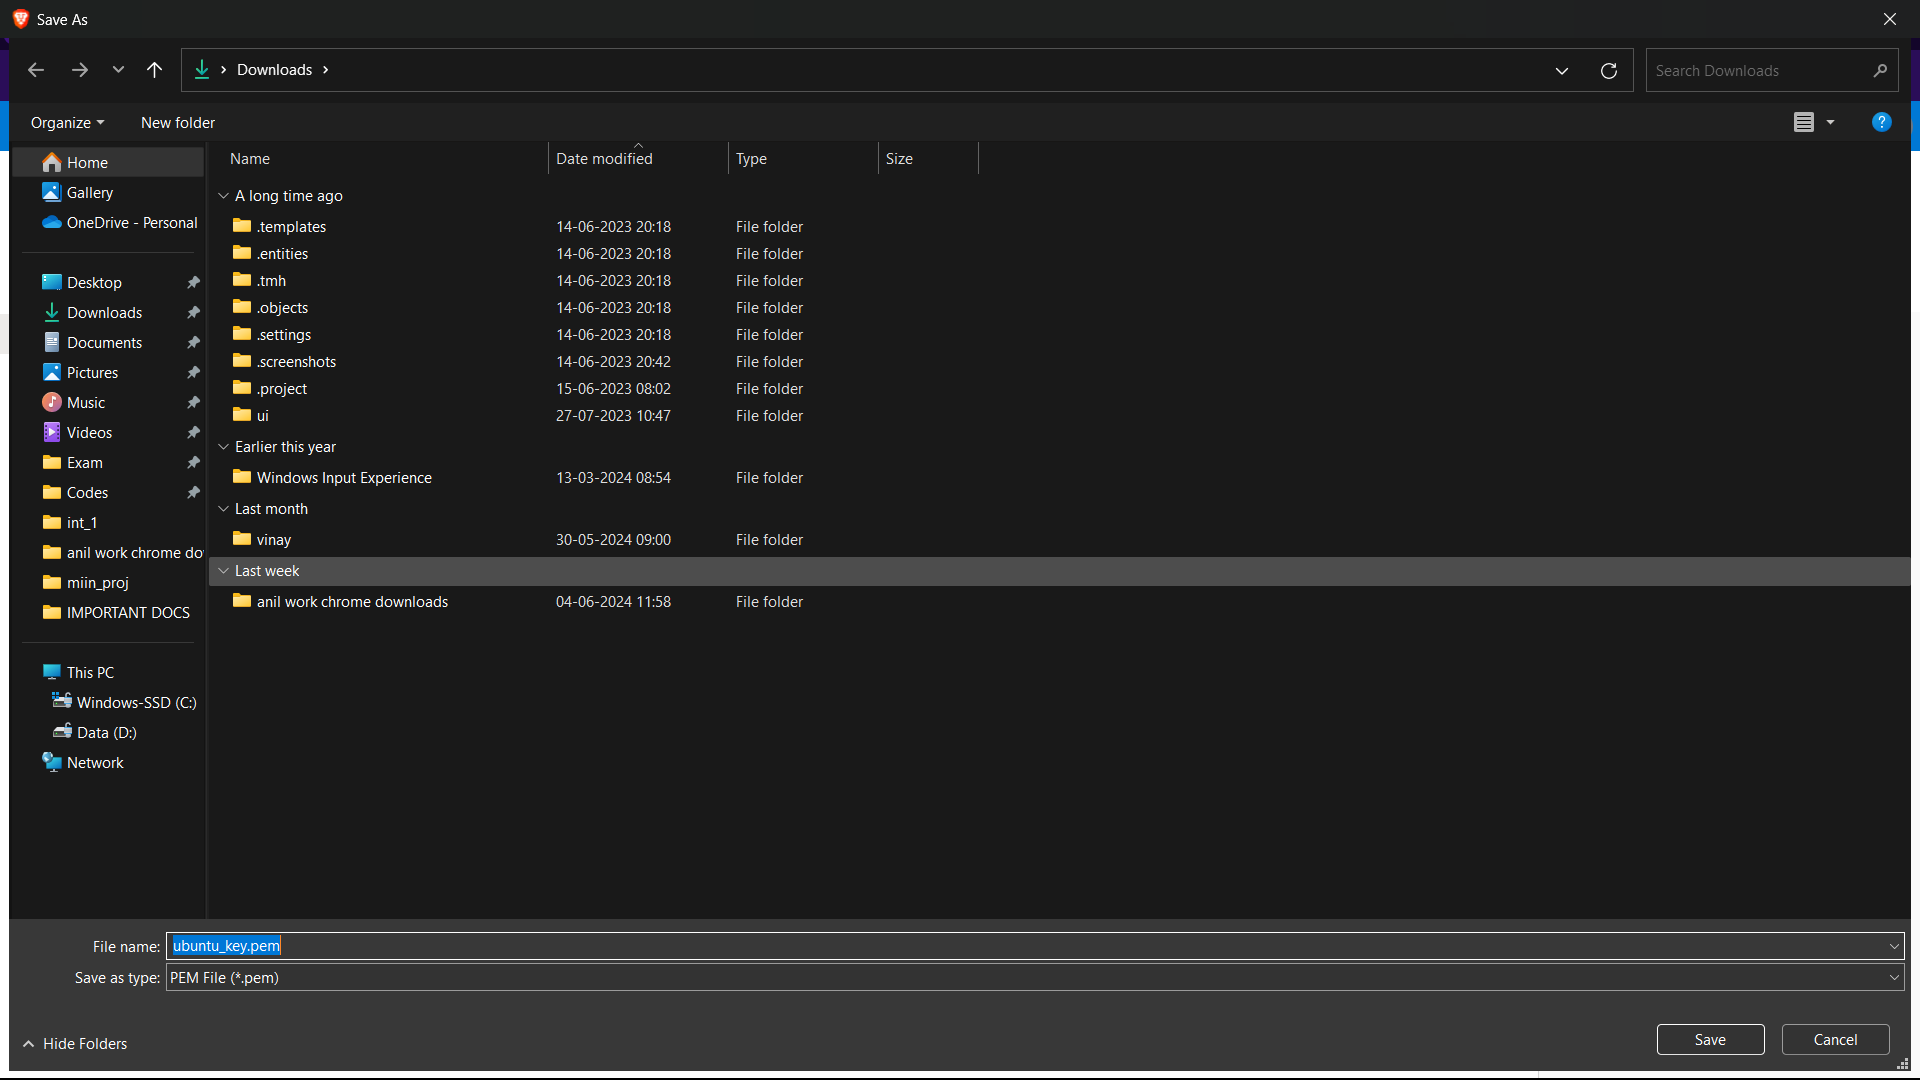 Save As
Downloads
Search Downloads
Organize
New folder
?
Home
Gallery
OneDrive - Personal
Desktop
Downloads
Documents
Pictures
Music
Videos
Exam
Codes
int_1
anil work chrome do
miin_proj
IMPORTANT DOCS
This PC
Windows-SSD (C:)
Data (D:)
Network
Name Date modified Type Size
A long time ago
.templates 14-06-2023 20:18 File folder
.entities 14-06-2023 20:18 File folder
.tmh 14-06-2023 20:18 File folder
.objects 14-06-2023 20:18 File folder
.settings 14-06-2023 20:18 File folder
.screenshots 14-06-2023 20:42 File folder
.project 15-06-2023 08:02 File folder
ui 27-07-2023 10:47 File folder
Earlier this year
Windows Input Experience 13-03-2024 08:54 File folder
Last month
vinay 30-05-2024 09:00 File folder
Last week
anil work chrome downloads 04-06-2024 11:58 File folder
File name: ubuntu_key.pem
Save as type: PEM File (*.pem)
Hide Folders
Save
Cancel